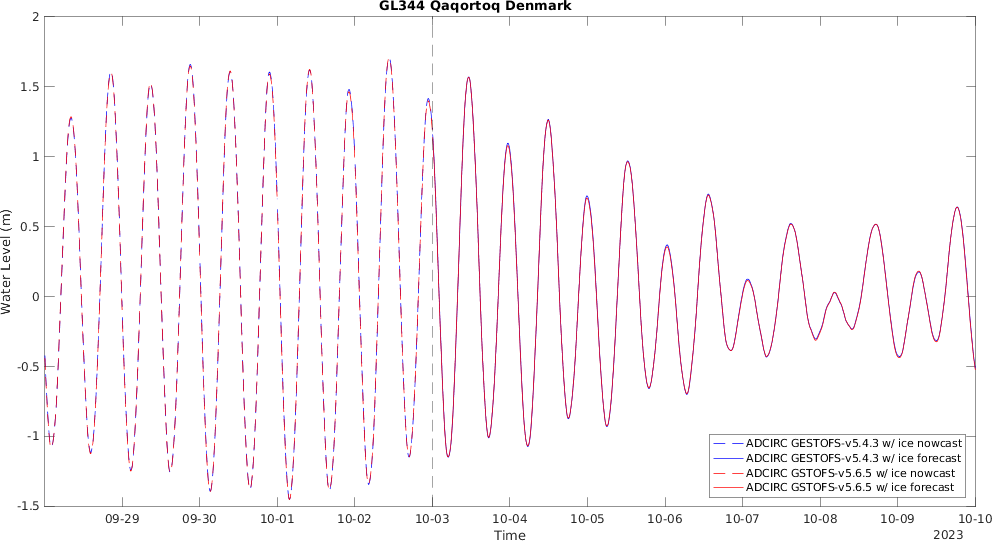 GL344 Qaqortoq Denmark
2
1.5
1
0.5
0
-0.5
-1
-1.5
Water Level (m)
ADCIRC GESTOFS-v5.4.3 w/ ice nowcast
ADCIRC GESTOFS-v5.4.3 w/ ice forecast
ADCIRC GSTOFS-v5.6.5 w/ ice nowcast
ADCIRC GSTOFS-v5.6.5 w/ ice forecast
09-29 09-30 10-01 10-02 10-03 10-04 10-05 10-06 10-07 10-08 10-09 10-10
Time
2023